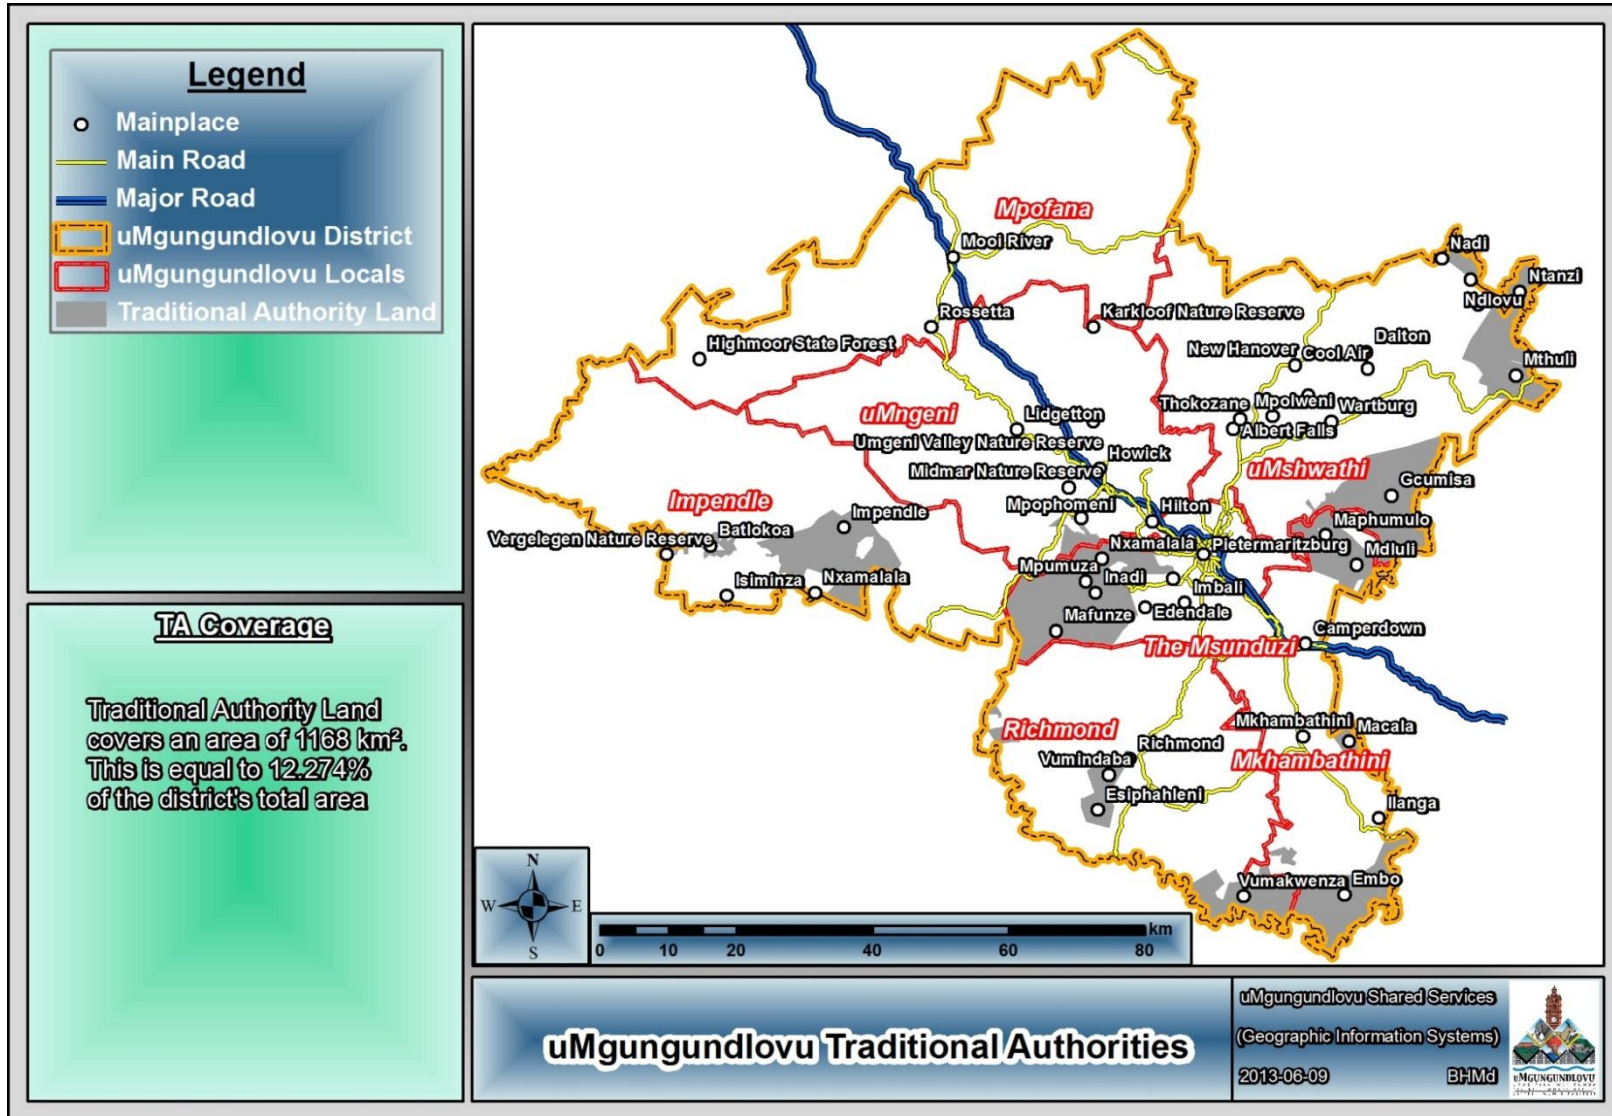 Legend
Mainplace
Main Road
Major Road
uMgungundlovu District
uMgungundlovu Locals
Traditional Authority Land
TA Coverage
Traditional Authority Land
covers an area of 1168 km².
This is equal to 12.274%
of the district's total area
Mpofana
Mooi River
Nadi
Ntanzi
Ndlovu
Rossetta
Karkloof Nature Reserve
Highmoor State Forest
New Hanover
Cool Air
Dalton
Mthuli
uMngeni
Lidgetton
Thokozane
Mpolweni
Wartburg
Albert Falls
Umgeni Valley Nature Reserve
Howick
Midmar Nature Reserve
uMshwathi
Gcumisa
Impendle
Impendle
Mpophomeni
Hilton
Maphumulo
Batlokoa
Vergelegen Nature Reserve
Nxamalala
Pietermaritzburg
Mdluli
Mpumuza
Inadi
Imbali
Isiminza
Nxamalala
Edendale
Mafunze
Camperdown
The Msunduzi
Richmond
Richmond
Mkhambathini
Macala
Mkhambathini
Vumindaba
Esiphahleni
Ilanga
Vumakwenza
Embo
N
W
E
S
km
0 10 20 40 60 80
uMgungundlovu Traditional Authorities
uMgungundlovu Shared Services
(Geographic Information Systems)
2013-06-09 BHMd
uMGUNGUNDLOVU